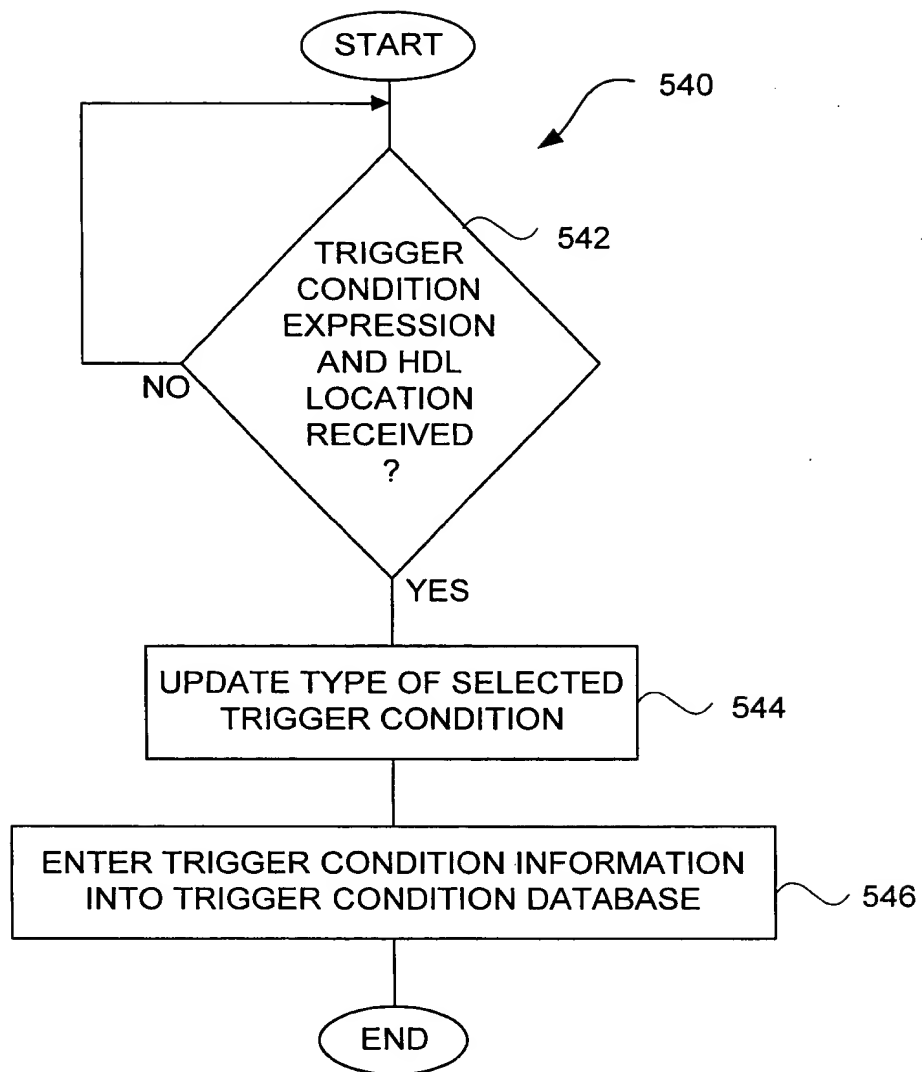 START
540
542
TRIGGER
CONDITION
EXPRESSION
AND HDL
LOCATION
RECEIVED
?
NO
YES
UPDATE TYPE OF SELECTED
TRIGGER CONDITION
544
ENTER TRIGGER CONDITION INFORMATION
INTO TRIGGER CONDITION DATABASE
546
END